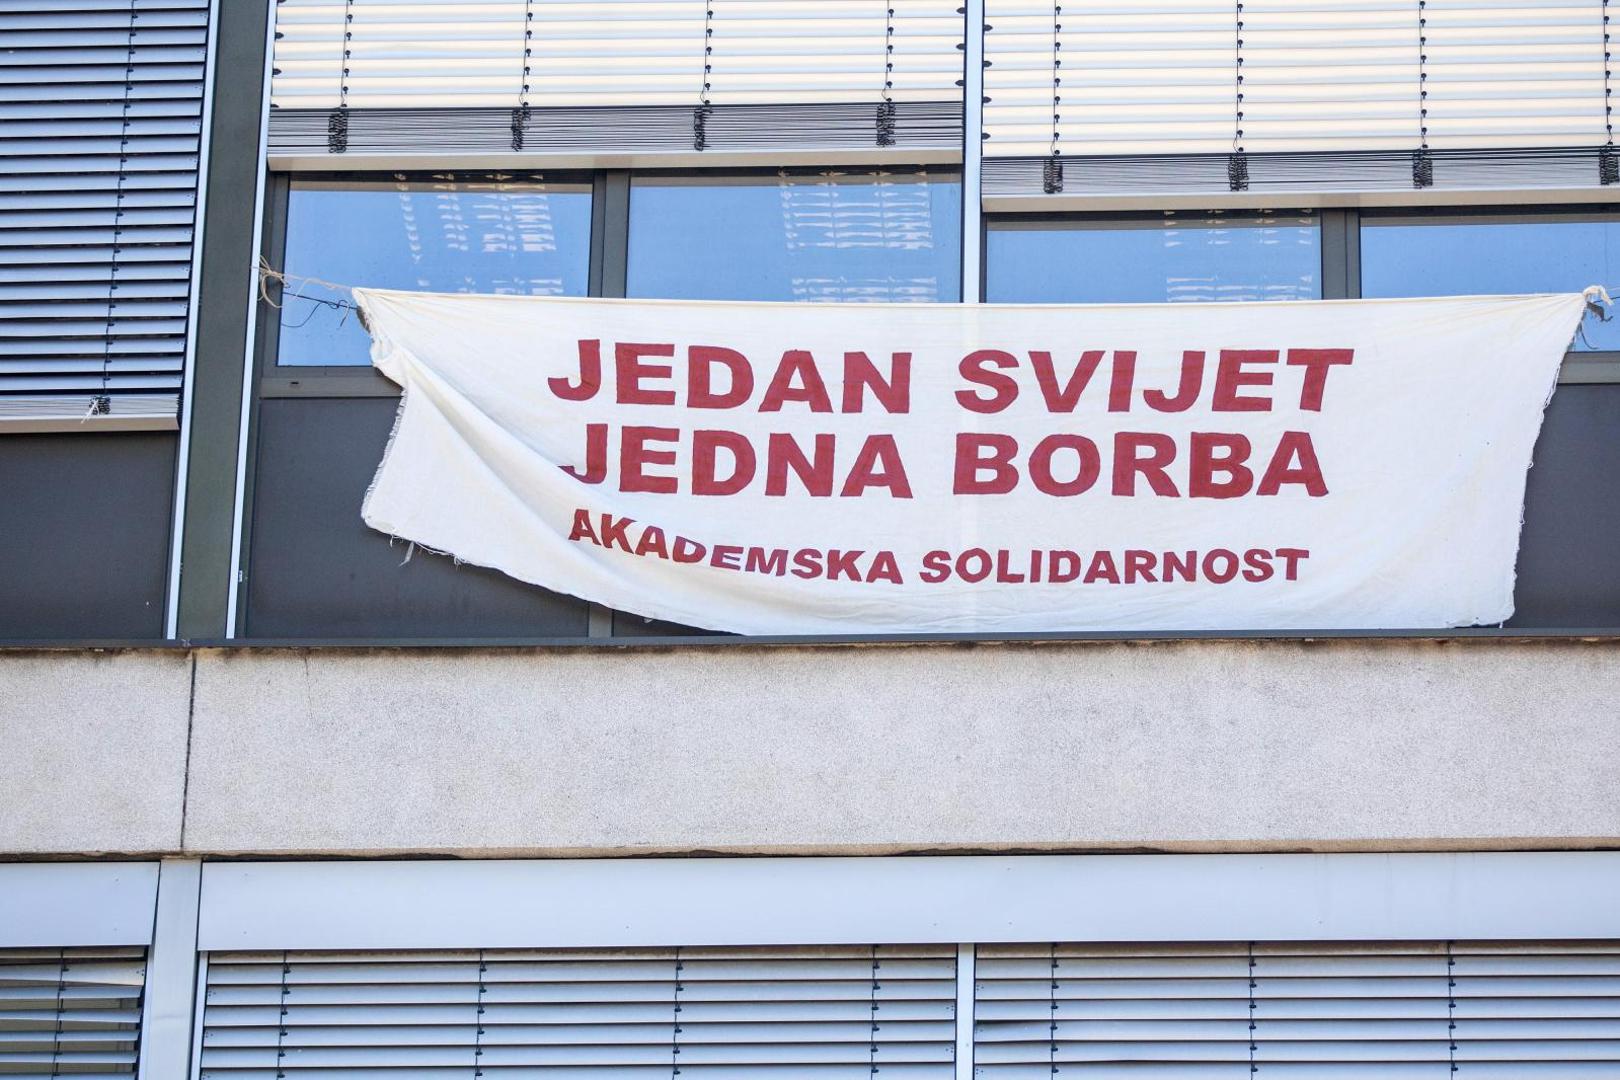 JEDAN SVIJET
JEDNA BORBA
AKADEMSKA SOLIDARNOST